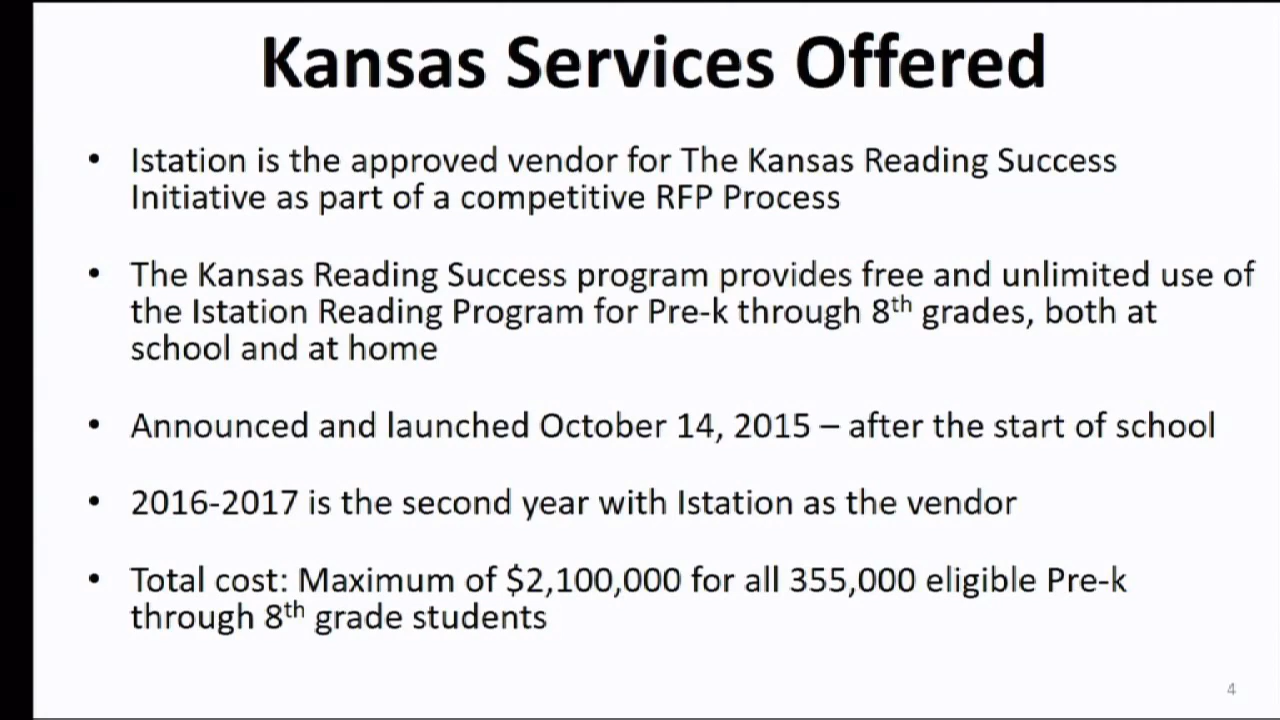 Kansas Services Offered
• Istation is the approved vendor for The Kansas Reading Success
Initiative as part of a competitive RFP Process
• The Kansas Reading Success program provides free and unlimited use of
the Istation Reading Program for Pre-k through 8th grades, both at
school and at home
• Announced and launched October 14, 2015 – after the start of school
• 2016-2017 is the second year with Istation as the vendor
• Total cost: Maximum of $2,100,000 for all 355,000 eligible Pre-k
through 8th grade students
4